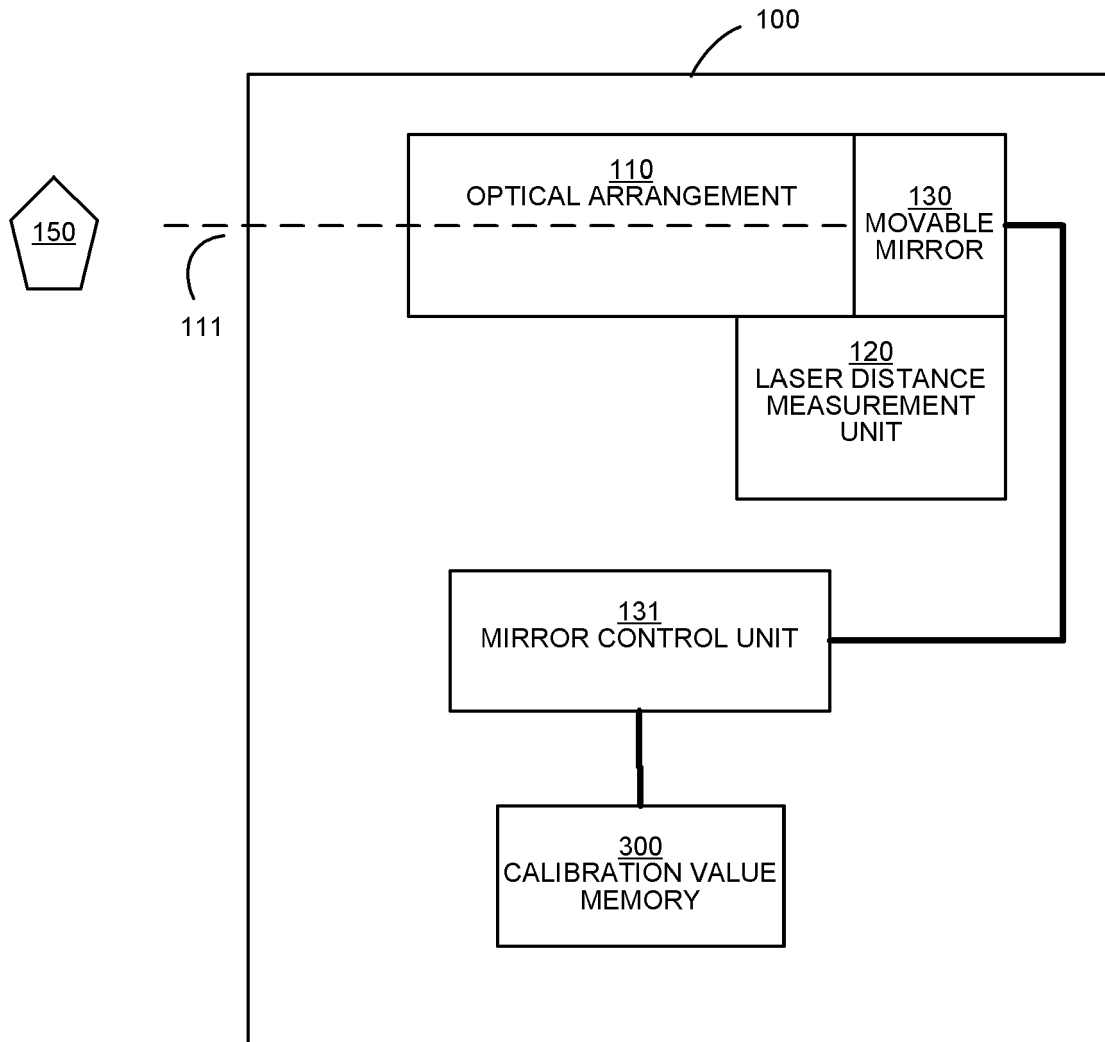 100
110
OPTICAL ARRANGEMENT
130
MOVABLE
MIRROR
150
111
120
LASER DISTANCE
MEASUREMENT
UNIT
131
MIRROR CONTROL UNIT
300
CALIBRATION VALUE
MEMORY